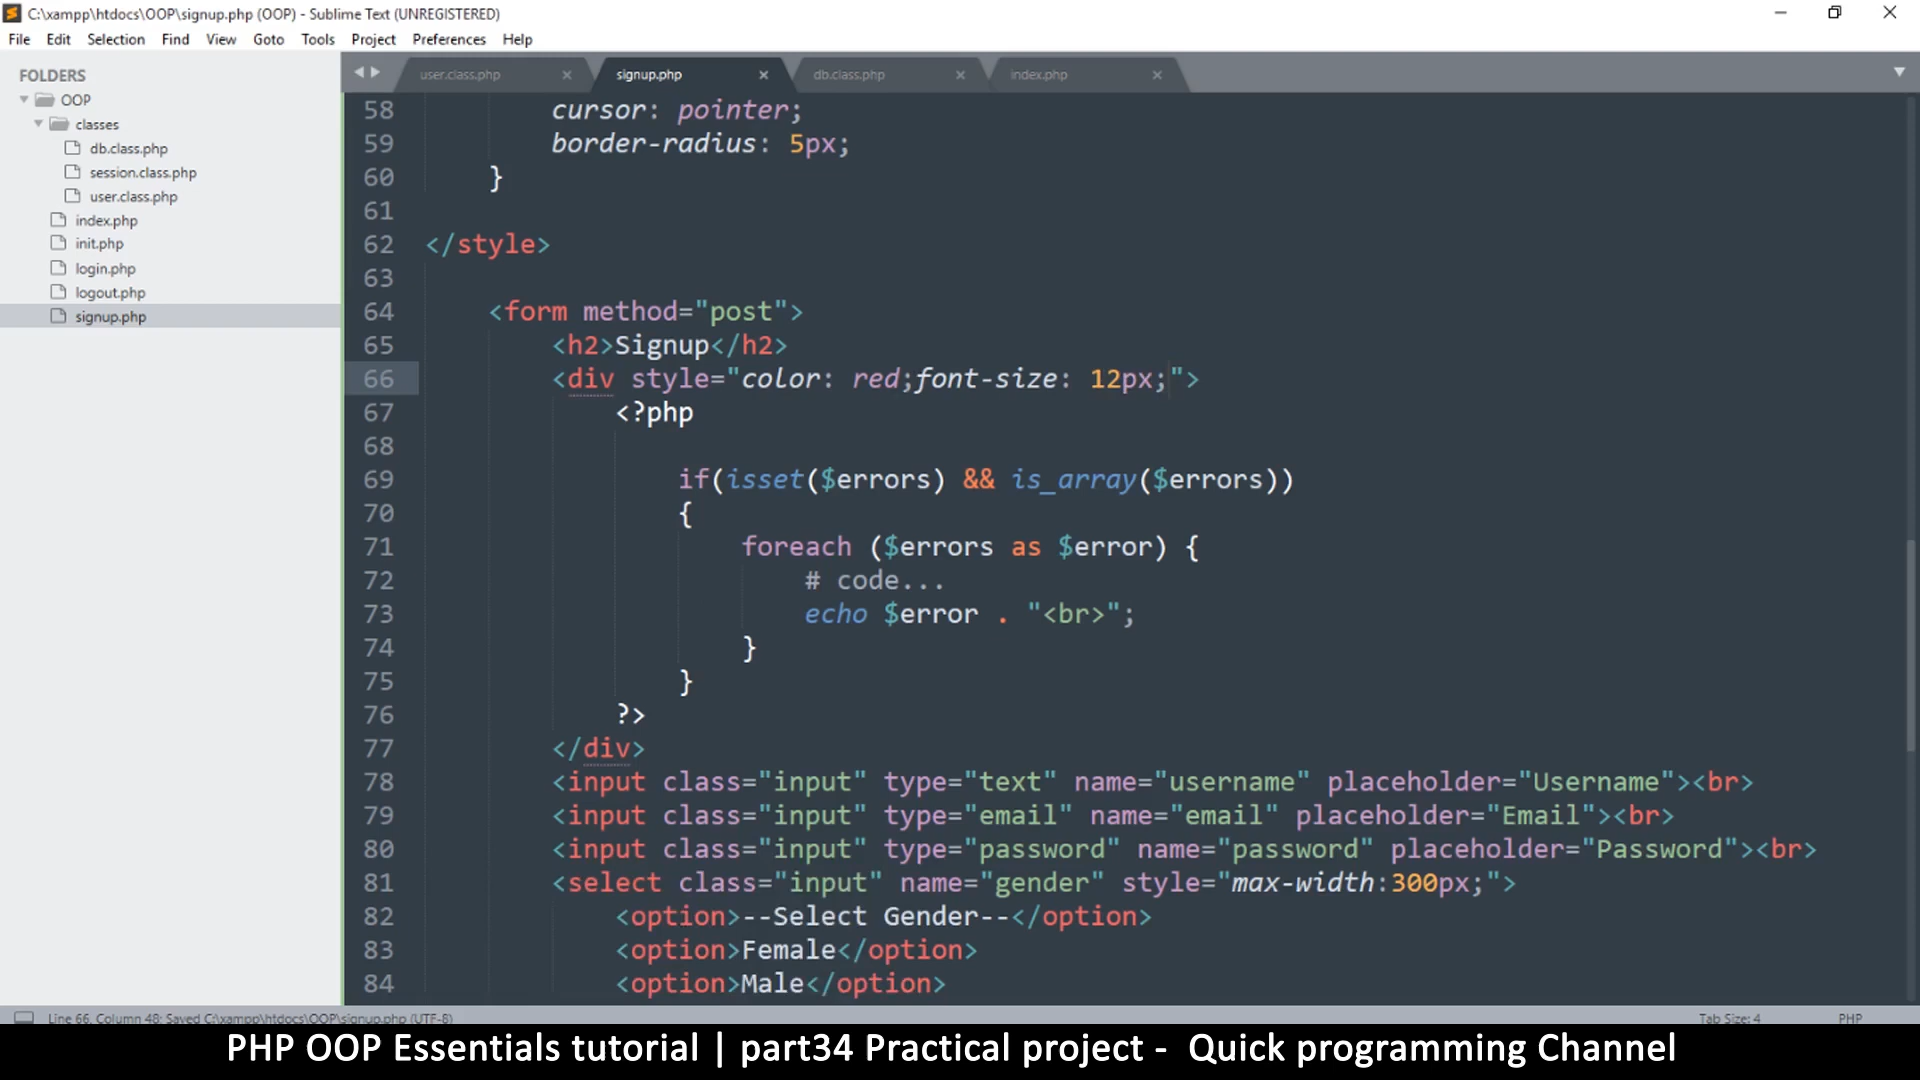 C:\xampp\htdocs\OOP\signup.php (OOP) - Sublime Text (UNREGISTERED)
File Edit Selection Find View Goto Tools Project Preferences Help
FOLDERS
OOP
classes
db.class.php
session.class.php
user.class.php
index.php
init.php
login.php
logout.php
signup.php
user.class.php signup.php db.class.php index.php
58 cursor: pointer;
59 border-radius: 5px;
60 }
61
62 </style>
63
64 <form method="post">
65 <h2>Signup</h2>
66 <div style="color: red;font-size: 12px;">
67 <?php
68
69 if(isset($errors) && is_array($errors))
70 {
71 foreach ($errors as $error) {
72 # code...
73 echo $error . "<br>";
74 }
75 }
76 ?>
77 </div>
78 <input class="input" type="text" name="username" placeholder="Username"><br>
79 <input class="input" type="email" name="email" placeholder="Email"><br>
80 <input class="input" type="password" name="password" placeholder="Password"><br>
81 <select class="input" name="gender" style="max-width:300px;">
82 <option>--Select Gender--</option>
83 <option>Female</option>
84 <option>Male</option>
Line 66, Column 48; Saved C:\xampp\htdocs\OOP\signup.php (UTF-8) Tab Size: 4 PHP
PHP OOP Essentials tutorial | part34 Practical project - Quick programming Channel